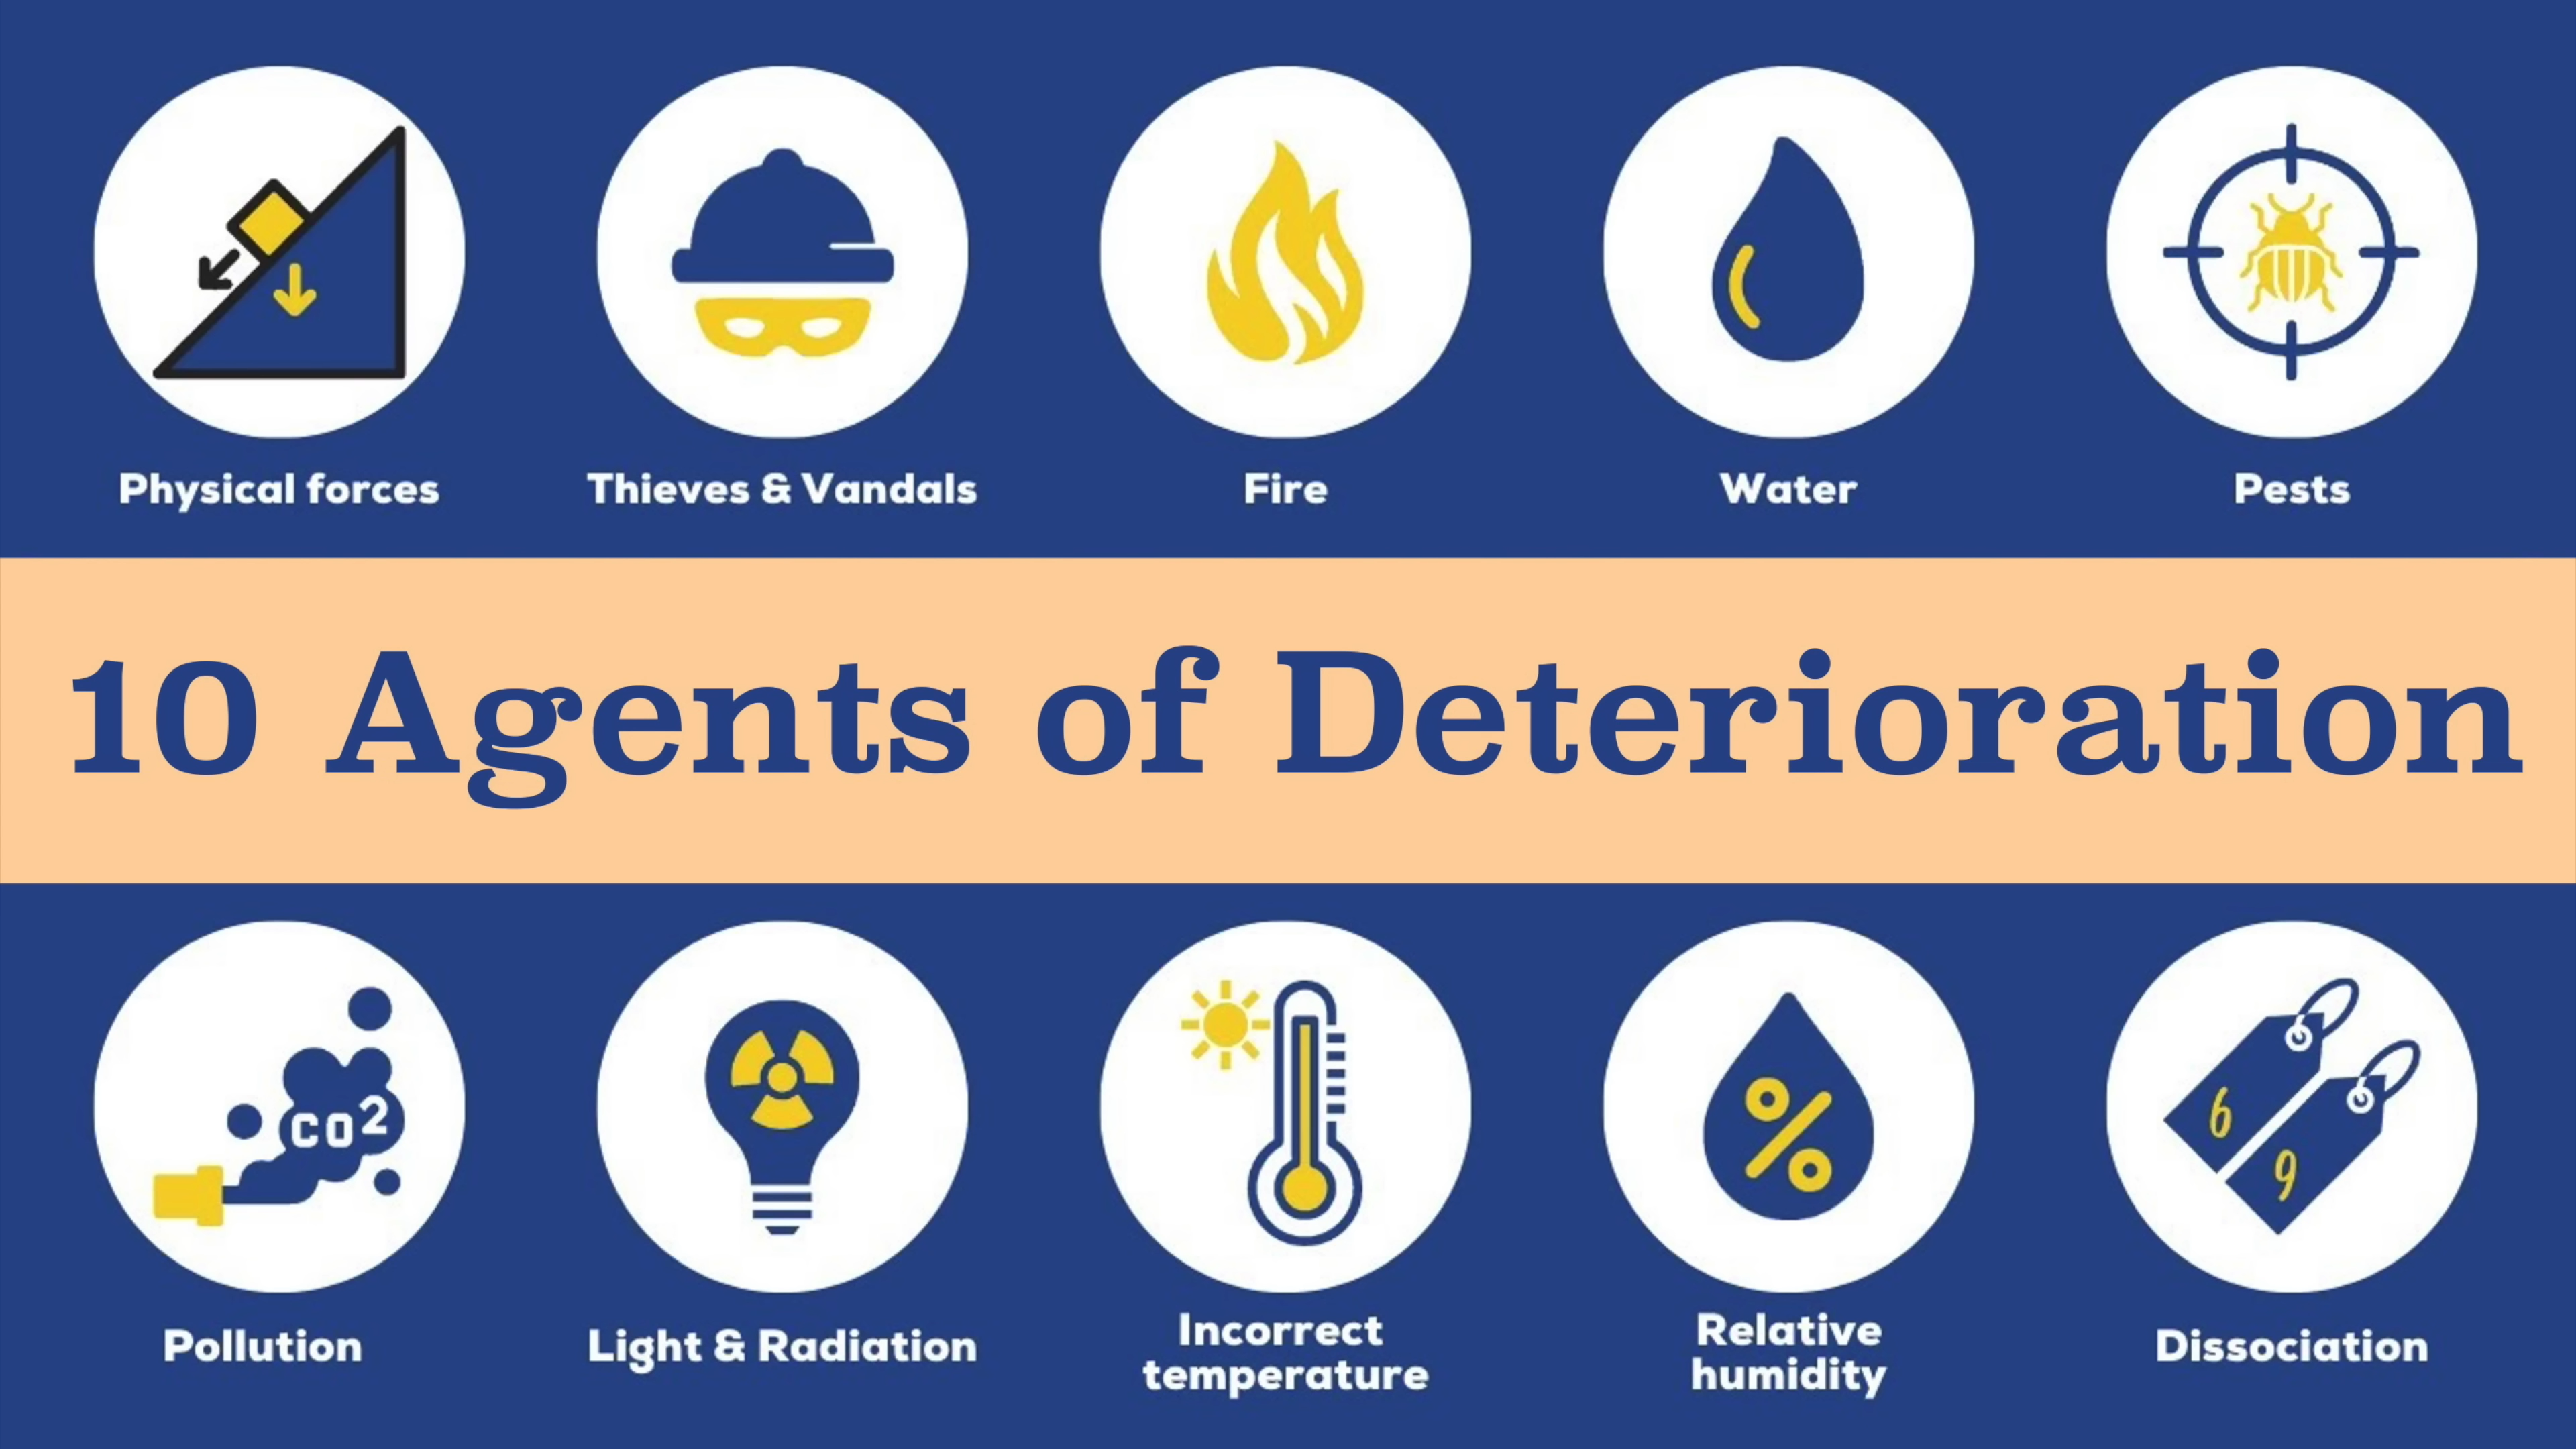 Physical forces
Thieves & Vandals
Fire
Water
Pests
10 Agents of Deterioration
CO2
6
9
%
Pollution
Light & Radiation
Incorrect
temperature
Relative
humidity
Dissociation